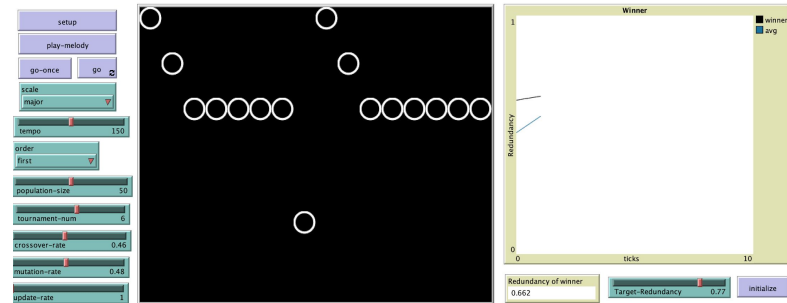 setup
play-melody
go-once
go
scale
major
tempo 150
order
first
population-size 50
tournament-num 6
crossover-rate 0.46
mutation-rate 0.48
update-rate 1
Winner
1
Redundancy
0
0 ticks 10
winner
avg
Redundancy of winner
0.662
Target-Redundancy 0.77
initialize